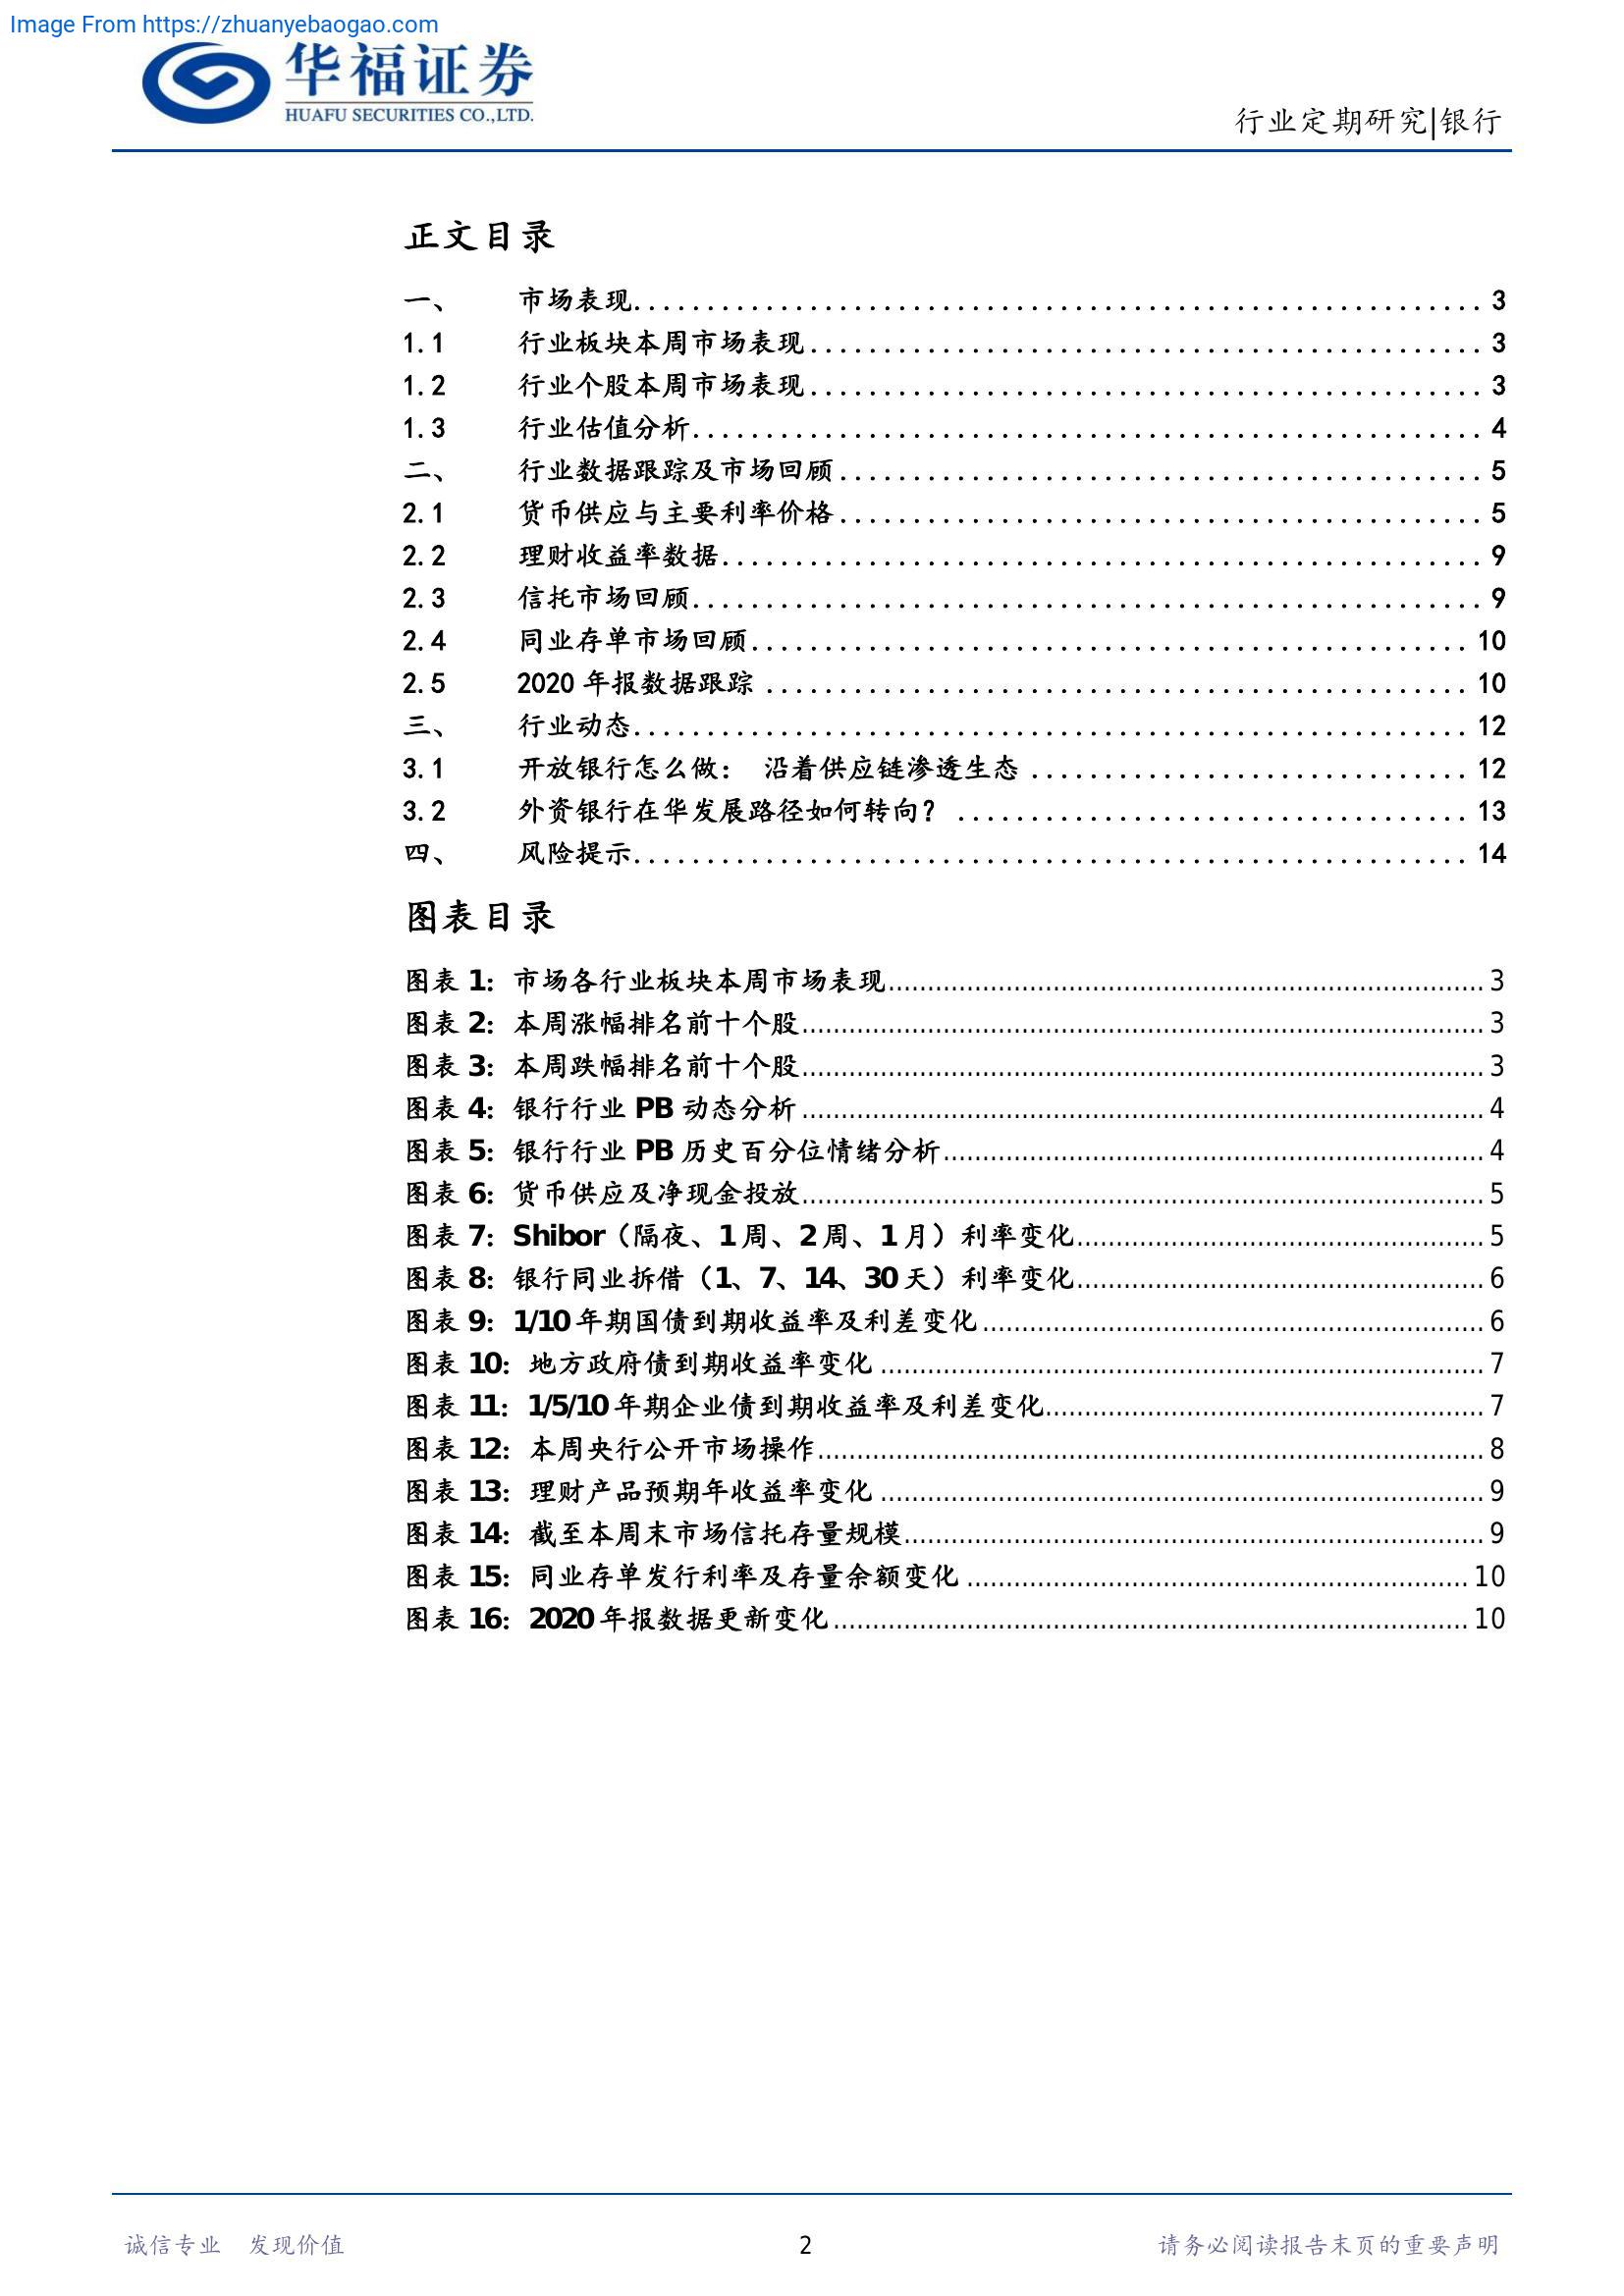 Image From https://zhuanyebaogao.com
华福证券
HUAFU SECURITIES CO.,LTD.
行业定期研究|银行
正文目录
一、 市场表现 3
1.1 行业板块本周市场表现 3
1.2 行业个股本周市场表现 3
1.3 行业估值分析 4
二、 行业数据跟踪及市场回顾 5
2.1 货币供应与主要利率价格 5
2.2 理财收益率数据 9
2.3 信托市场回顾 9
2.4 同业存单市场回顾 10
2.5 2020 年报数据跟踪 10
三、 行业动态 12
3.1 开放银行怎么做： 沿着供应链渗透生态 12
3.2 外资银行在华发展路径如何转向？ 13
四、 风险提示 14
图表目录
图表 1：市场各行业板块本周市场表现 3
图表 2：本周涨幅排名前十个股 3
图表 3：本周跌幅排名前十个股 3
图表 4：银行行业 PB 动态分析 4
图表 5：银行行业 PB 历史百分位情绪分析 4
图表 6：货币供应及净现金投放 5
图表 7：Shibor（隔夜、1 周、2 周、1 月）利率变化 5
图表 8：银行同业拆借（1、7、14、30 天）利率变化 6
图表 9：1/10 年期国债到期收益率及利差变化 6
图表 10：地方政府债到期收益率变化 7
图表 11：1/5/10 年期企业债到期收益率及利差变化 7
图表 12：本周央行公开市场操作 8
图表 13：理财产品预期年收益率变化 9
图表 14：截至本周末市场信托存量规模 9
图表 15：同业存单发行利率及存量余额变化 10
图表 16：2020 年报数据更新变化 10
诚信专业 发现价值
2
请务必阅读报告末页的重要声明